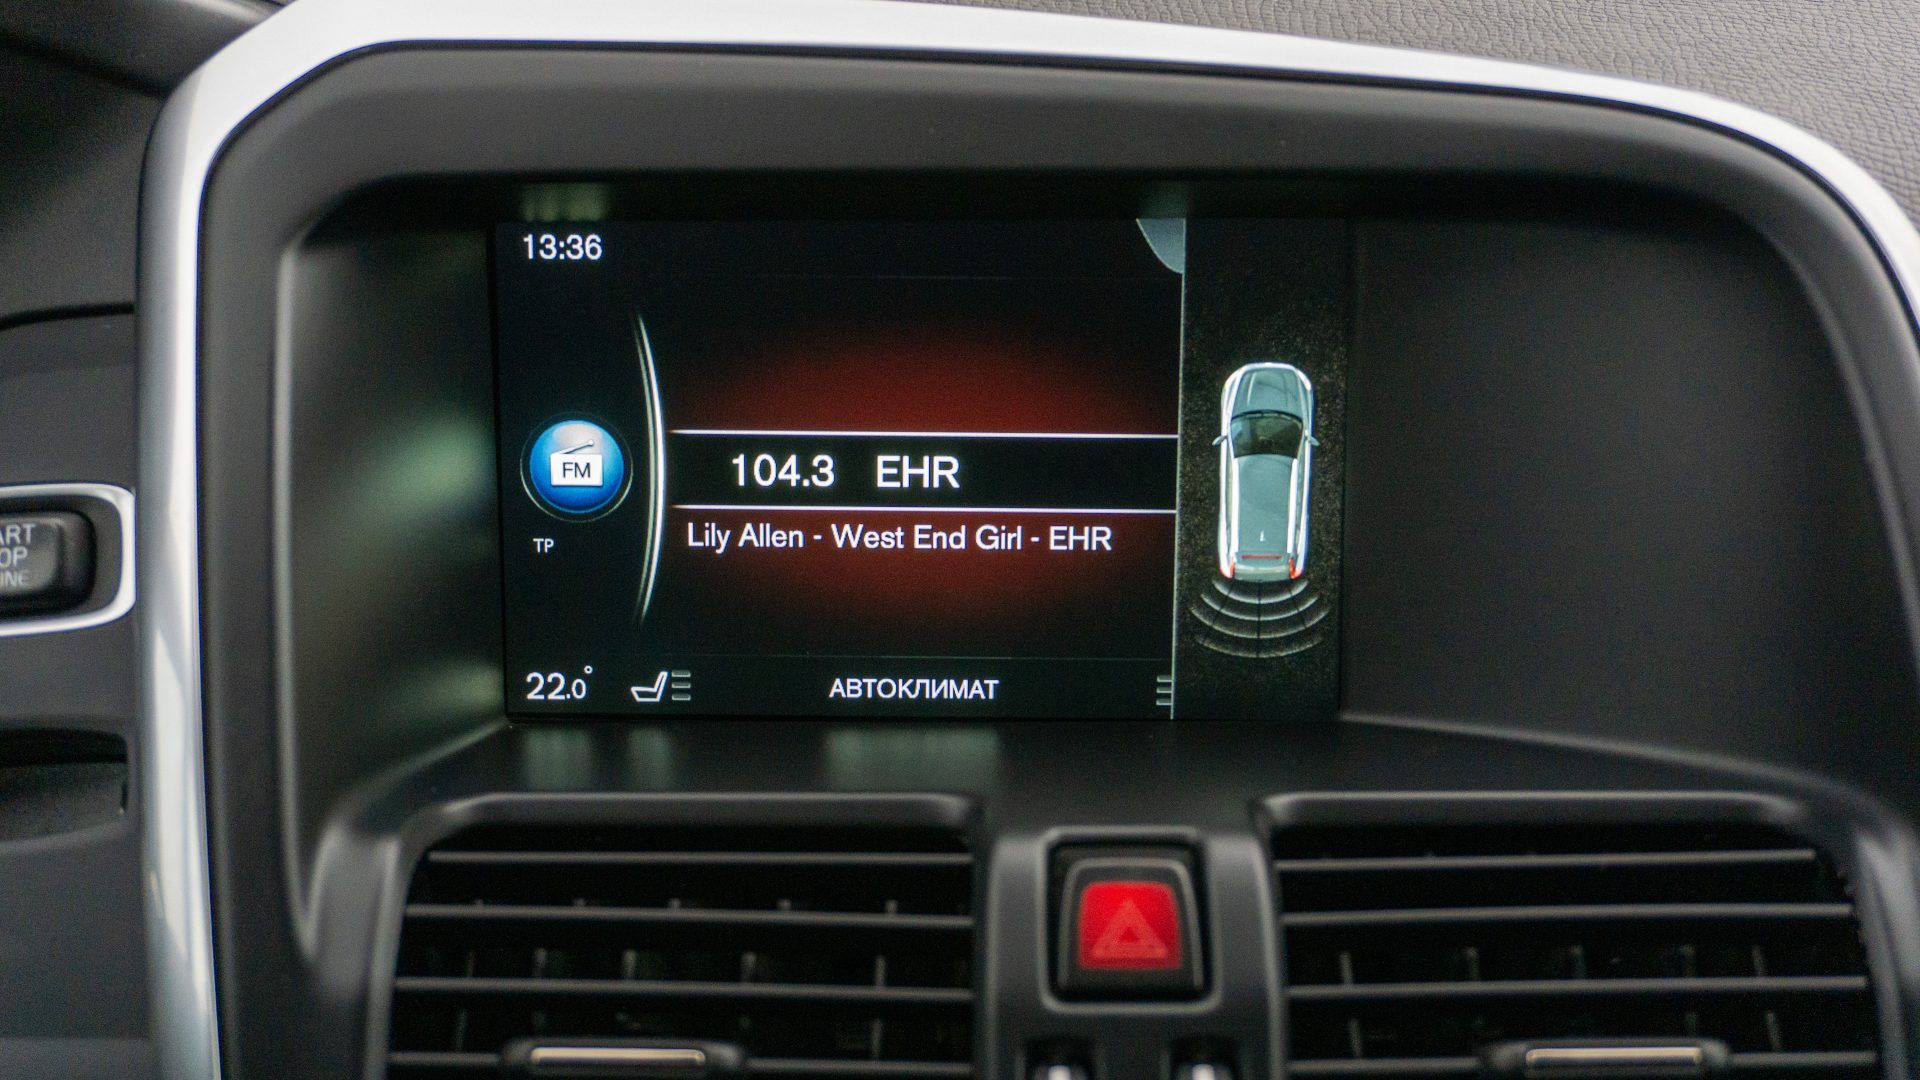 13:36
FM
104.3 EHR
Lily Allen - West End Girl - EHR
TP
22.0°
АВТОКЛИМАТ